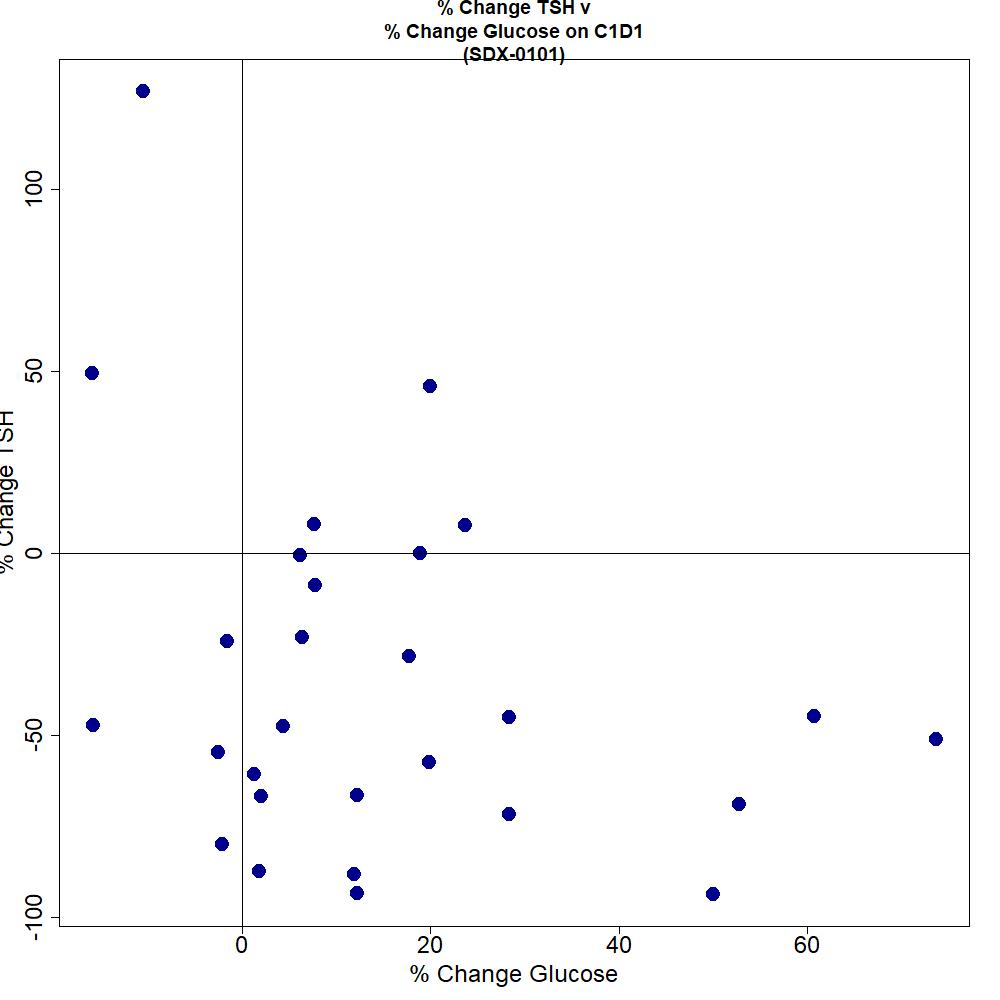 % Change TSH v
% Change Glucose on C1D1
(SDX-0101)
% Change TSH
100
50
0
-50
-100
0
20
40
60
% Change Glucose